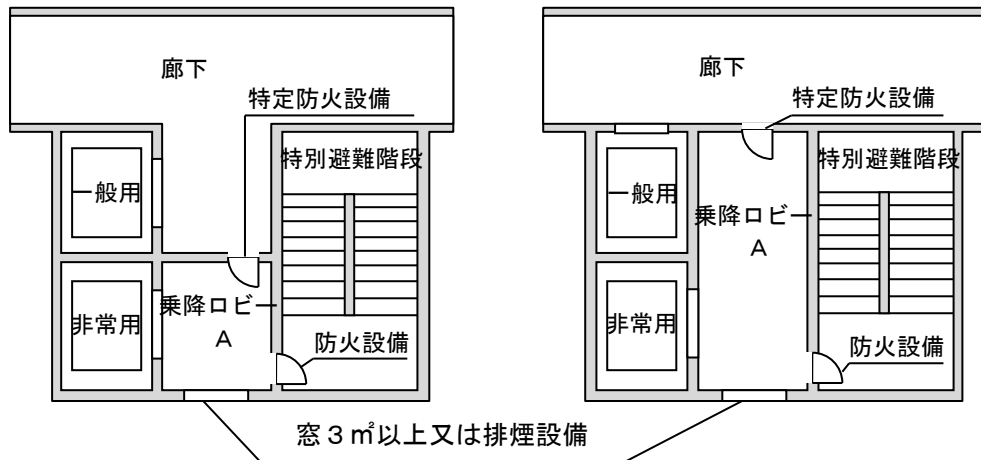 廊下
特定防火設備
特別避難階段
一般用
乗降ロビー
A
非常用
防火設備
廊下
特定防火設備
特別避難階段
一般用
乗降ロビー
A
非常用
防火設備
窓3㎡以上又は排煙設備